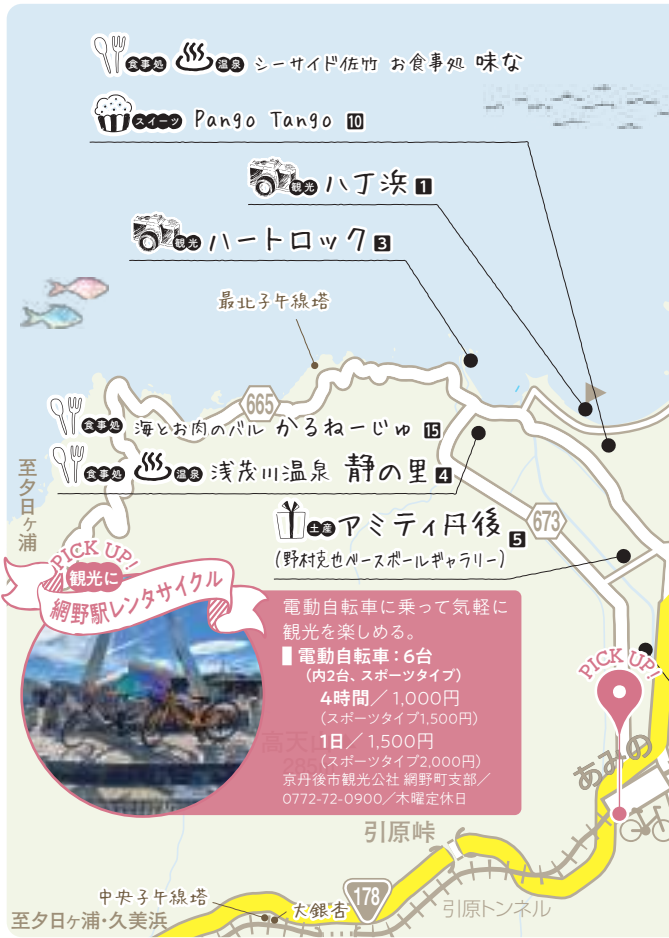 食事処 温泉 シーサイド佐竹 お食事処 味な
スイーツ Pango Tango 10
観光 八丁浜 1
観光 ハートロック 3
最北子午線塔
665
食事処 海とお肉のバル かるねーじゅ 15
食事処 温泉 浅茂川温泉 静の里 4
至夕日ヶ浦
土産 アミティ丹後 5
(野村克也ベースボールギャラリー)
673
PICK UP!
観光に
網野駅レンタサイクル
電動自転車に乗って気軽に
観光を楽しめる。
電動自転車:6台
(内2台、スポーツタイプ)
4時間/1,000円
(スポーツタイプ1,500円)
1日/1,500円
(スポーツタイプ2,000円)
京丹後市観光公社 網野町支部/
0772-72-0900/木曜定休日
PICK UP!
あみの
引原峠
178
引原トンネル
中央子午線塔
大銀杏
至夕日ヶ浦・久美浜